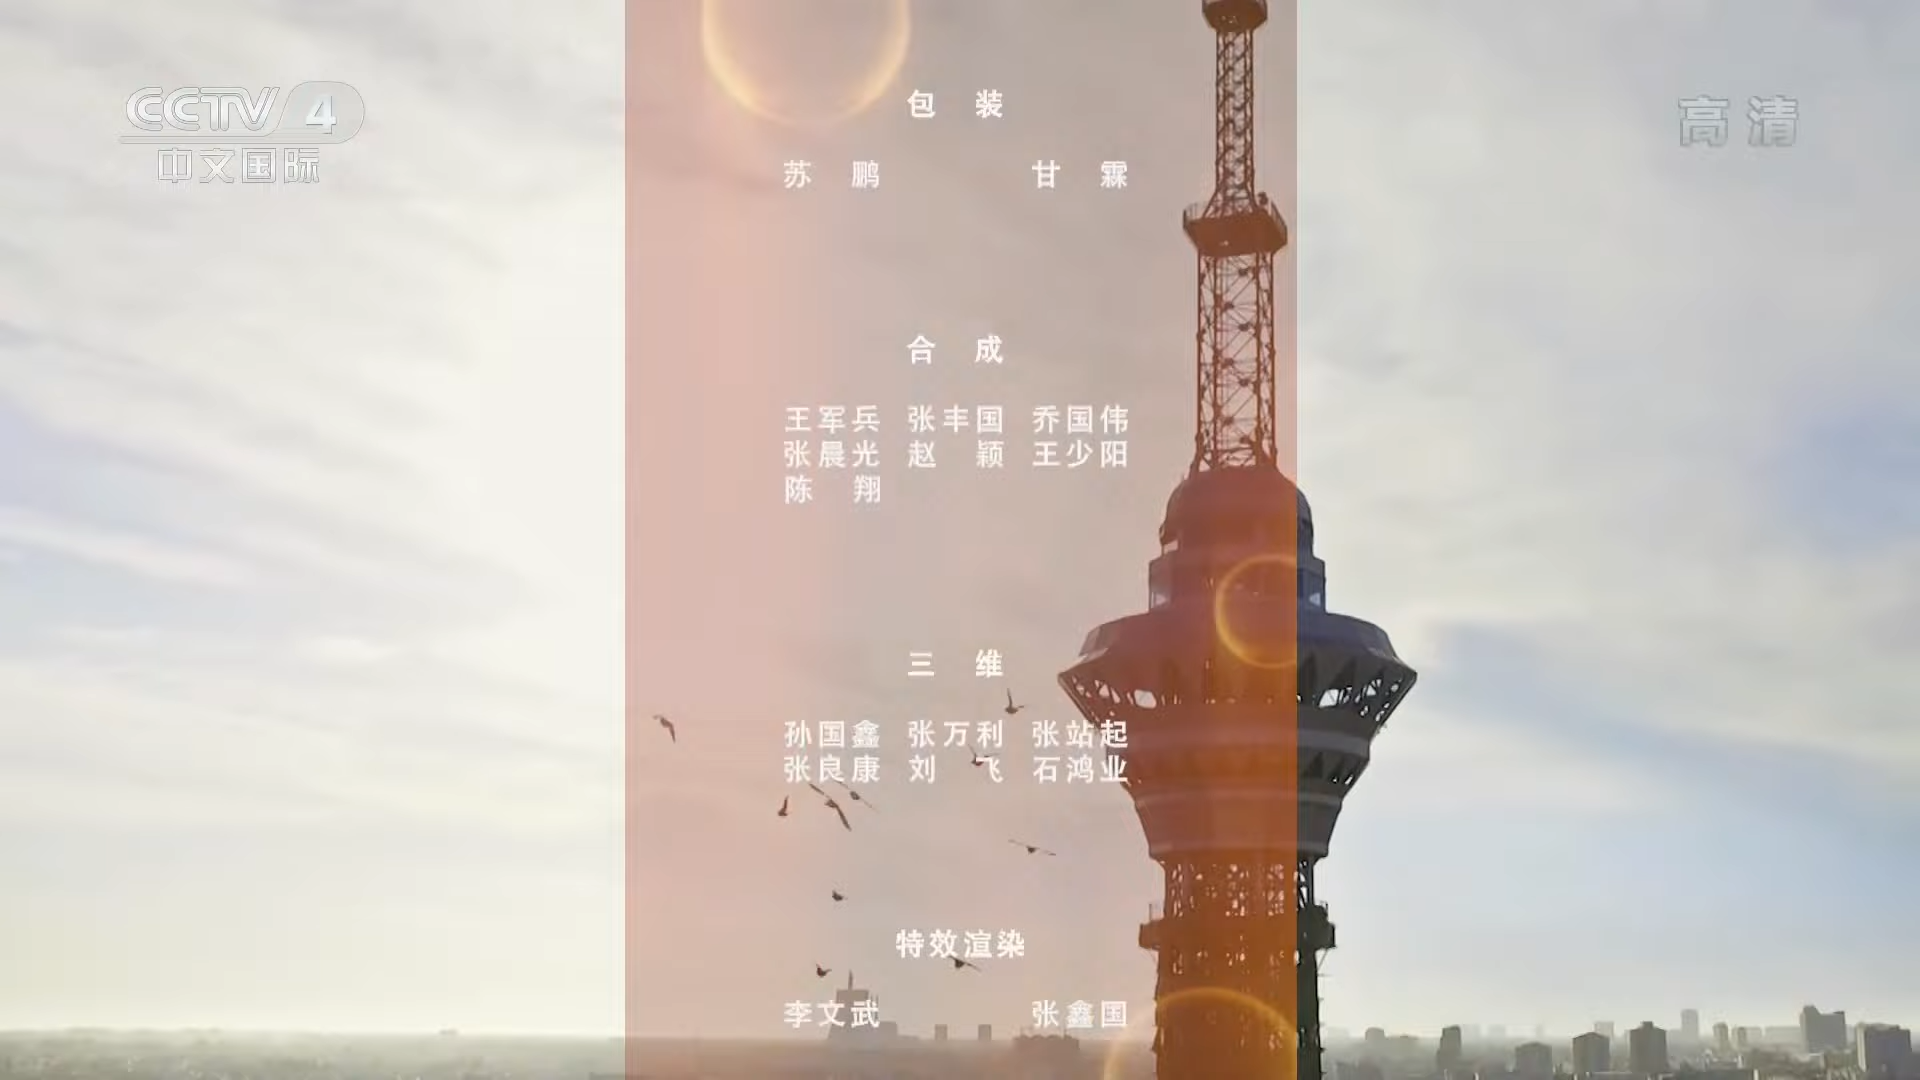 CCTV 4
中文国际
高清
包 装
苏 鹏 甘 霖
合 成
王军兵 张丰国 乔国伟
张晨光 赵 颖 王少阳
陈 翔
三 维
孙国鑫 张万利 张站起
张良康 刘 飞 石鸿业
特效渲染
李文武 张鑫国